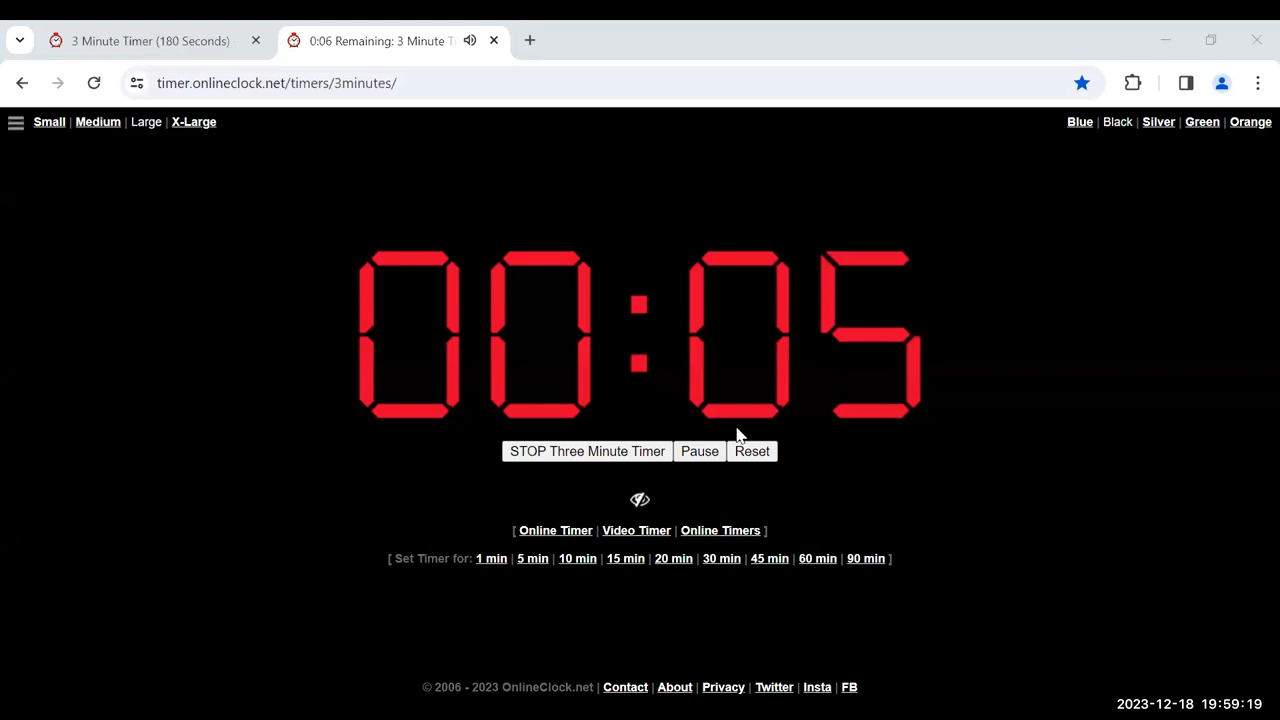 3 Minute Timer (180 Seconds)
0:06 Remaining: 3 Minute T
timer.onlineclock.net/timers/3minutes/
Small | Medium | Large | X-Large
Blue | Black | Silver | Green | Orange
00:05
STOP Three Minute Timer Pause Reset
[ Online Timer | Video Timer | Online Timers ]
[ Set Timer for: 1 min | 5 min | 10 min | 15 min | 20 min | 30 min | 45 min | 60 min | 90 min ]
© 2006 - 2023 OnlineClock.net | Contact | About | Privacy | Twitter | Insta | FB
2023-12-18 19:59:19